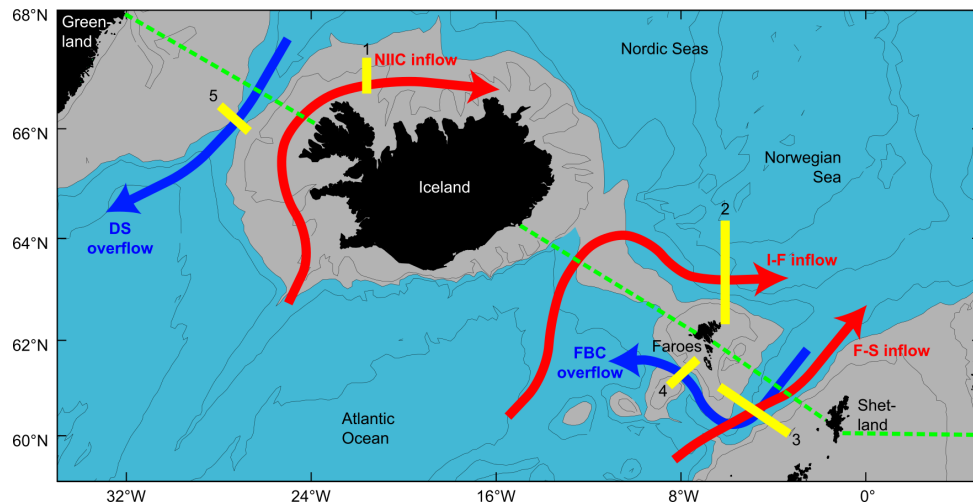 68°N
66°N
64°N
62°N
60°N
32°W
24°W
16°W
8°W
0°
Green-
land
Nordic Seas
1
NIIC inflow
5
Norwegian
Sea
Iceland
2
DS
overflow
I-F inflow
Faroes
FBC
overflow
F-S inflow
4
Atlantic
Ocean
Shet-
land
3